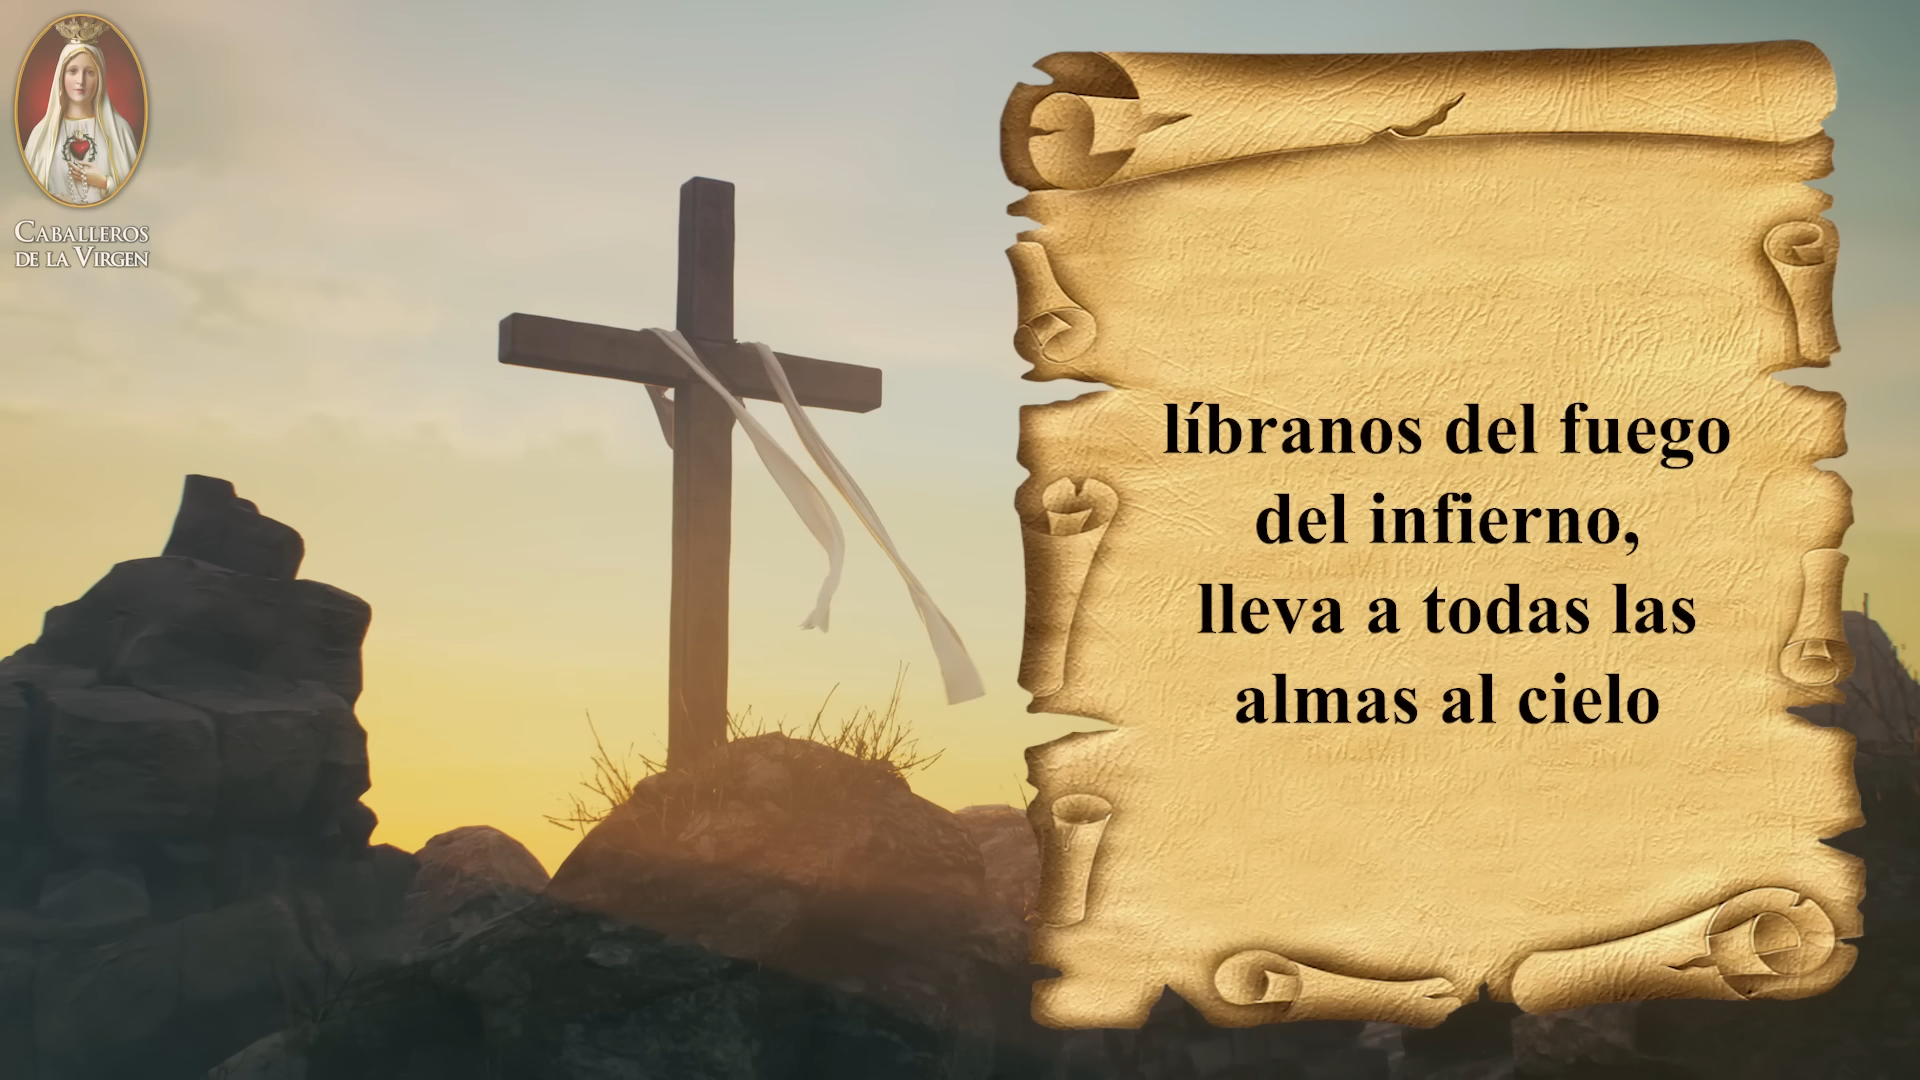 CABALLEROS
DE LA VIRGEN
líbranos del fuego
del infierno,
lleva a todas las
almas al cielo